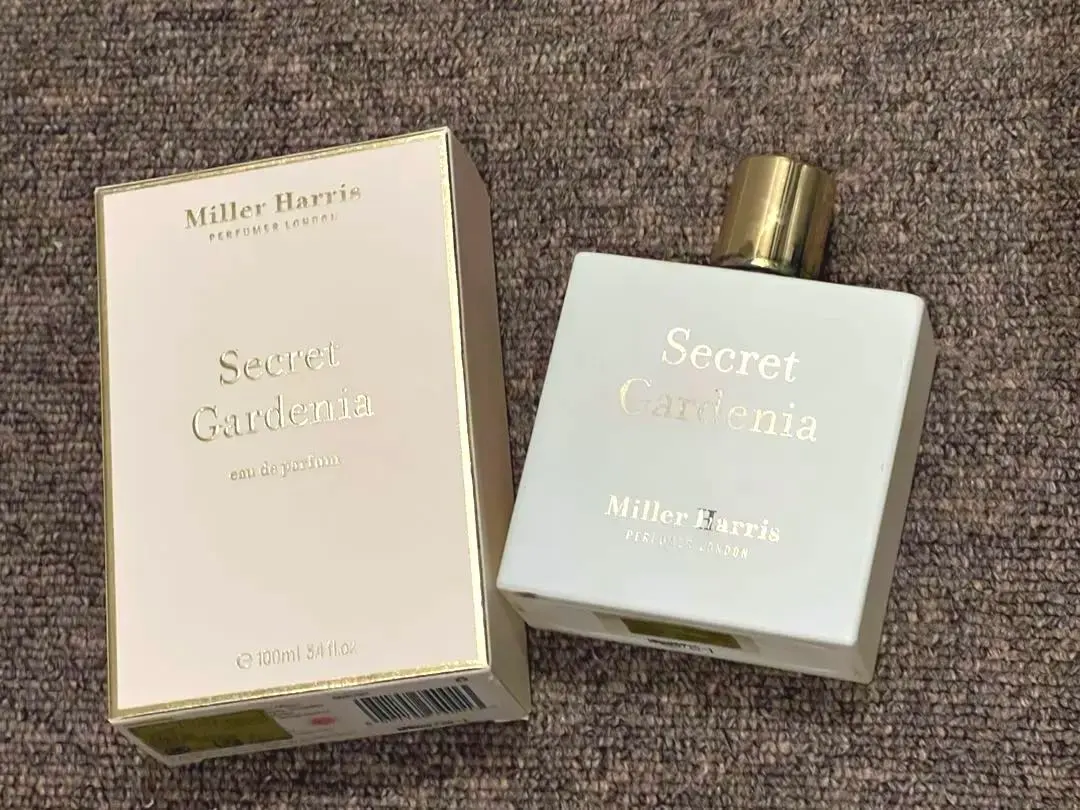 Miller Harris
PERFUMER LONDON
Secret
Gardenia
eau de parfum
℮ 100ml 3.4 fl.oz
Secret
Gardenia
Miller Harris
PERFUMER LONDON